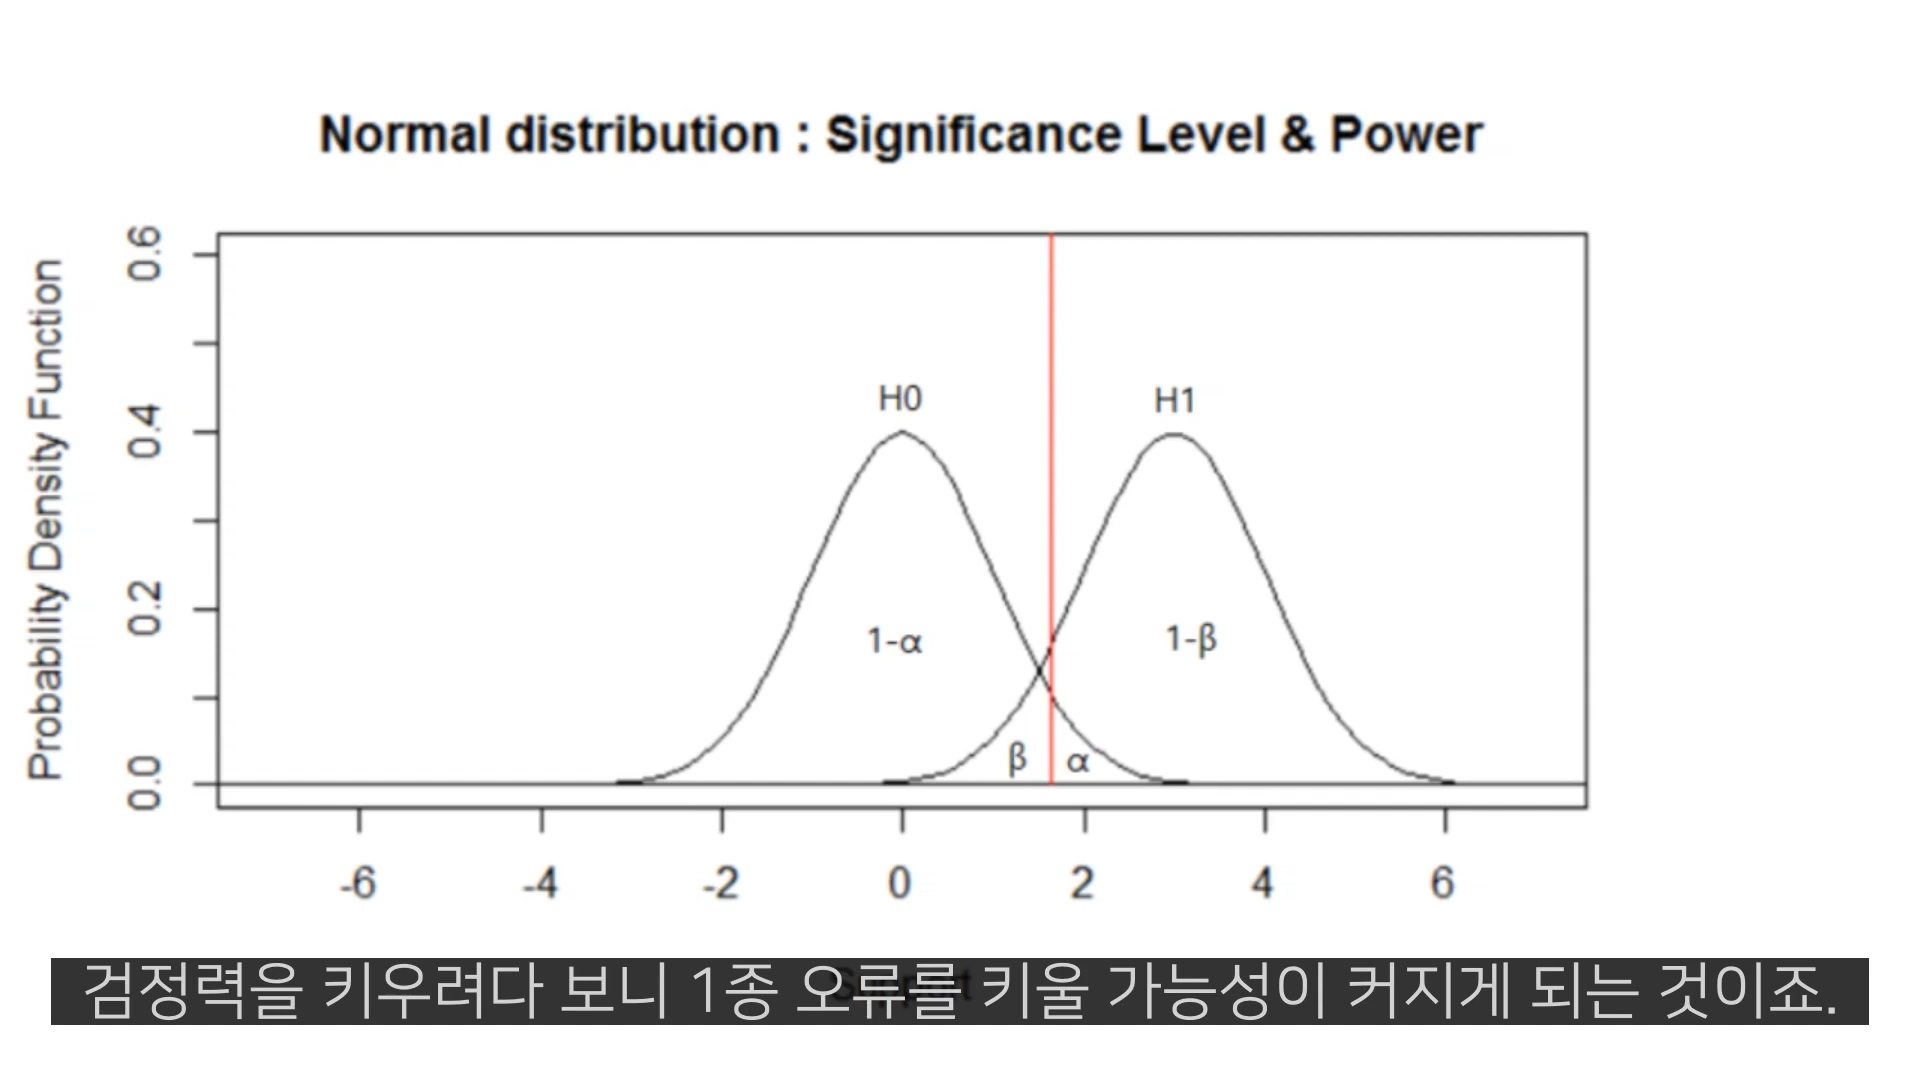 Normal distribution : Significance Level & Power
Probability Density Function
0.6
0.4
0.2
0.0
H0
H1
1-α
1-β
β
α
-6
-4
-2
0
2
4
6
검정력을 키우려다 보니 1종 오류를 키울 가능성이 커지게 되는 것이죠.